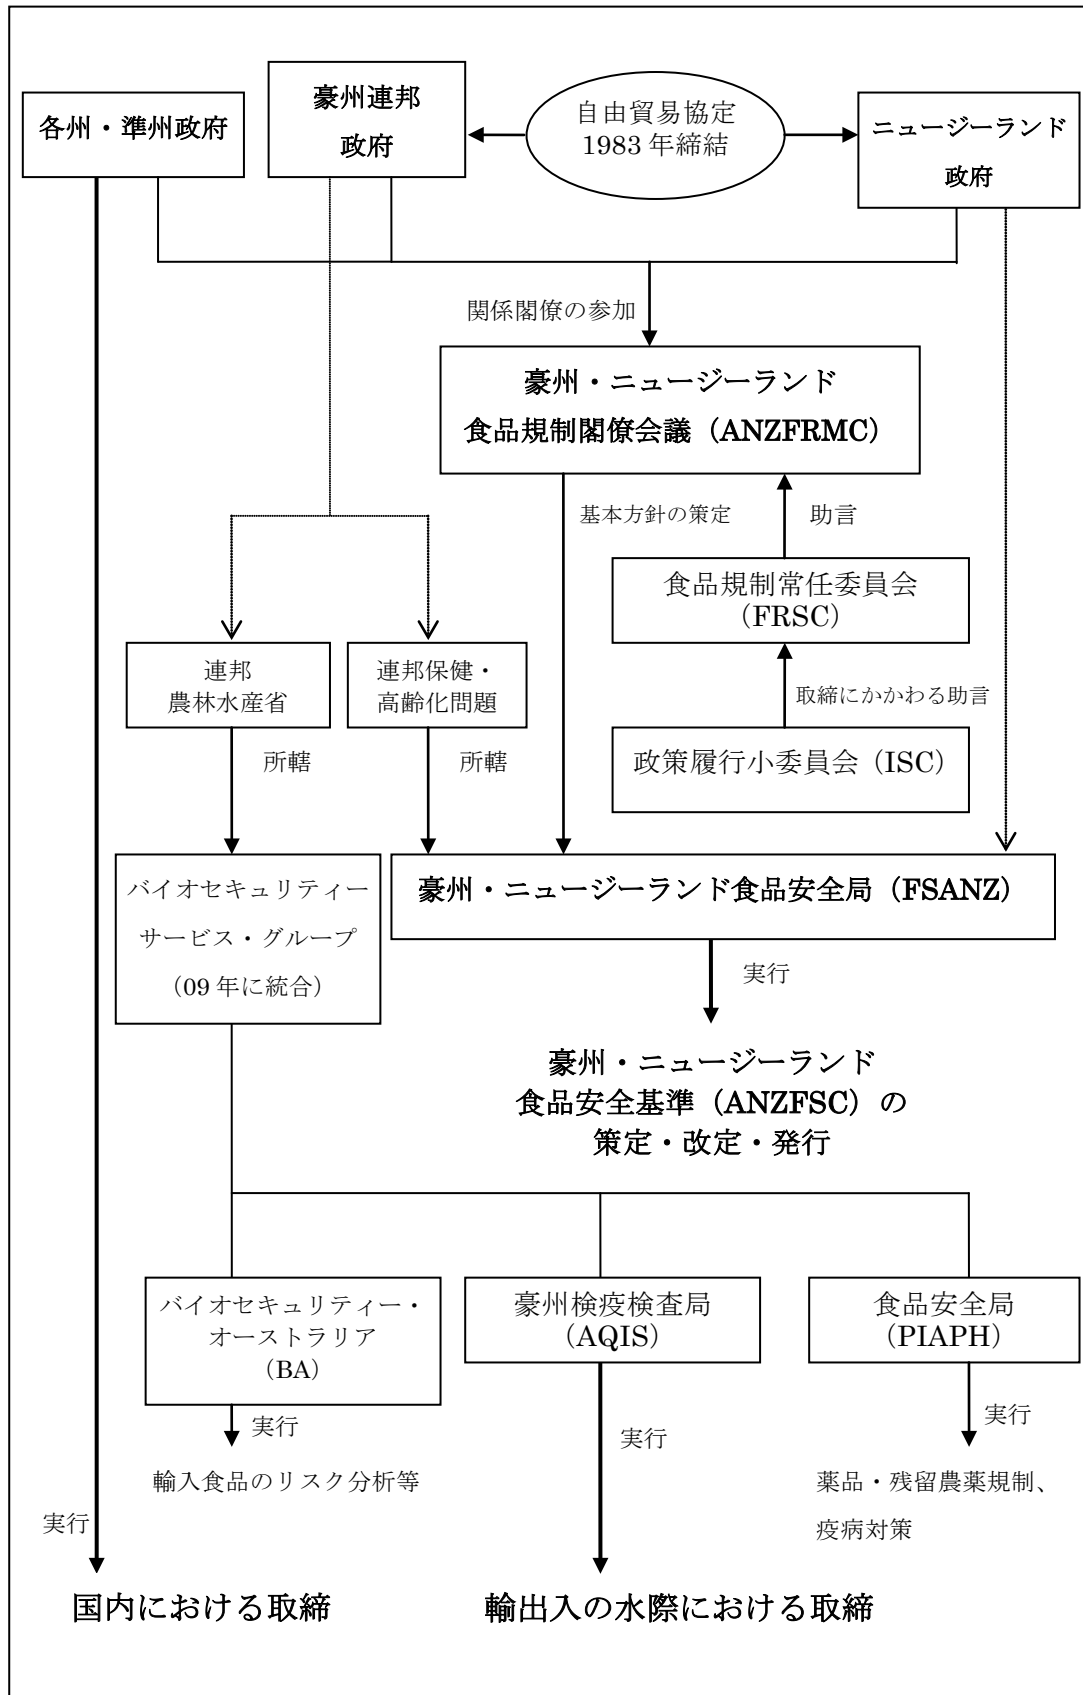 各州・準州政府
豪州連邦
政府
自由貿易協定
1983 年締結
ニュージーランド
政府
関係閣僚の参加
豪州・ニュージーランド
食品規制閣僚会議（ANZFRMC）
基本方針の策定
助言
食品規制常任委員会
（FRSC）
取締にかかわる助言
政策履行小委員会（ISC）
連邦
農林水産省
連邦保健・
高齢化問題
所轄
所轄
バイオセキュリティー
サービス・グループ
（09 年に統合）
豪州・ニュージーランド食品安全局（FSANZ）
実行
豪州・ニュージーランド
食品安全基準（ANZFSC）の
策定・改定・発行
バイオセキュリティー・
オーストラリア
（BA）
豪州検疫検査局
（AQIS）
食品安全局
（PIAPH）
実行
実行
実行
輸入食品のリスク分析等
薬品・残留農薬規制、
疫病対策
実行
国内における取締
輸出入の水際における取締